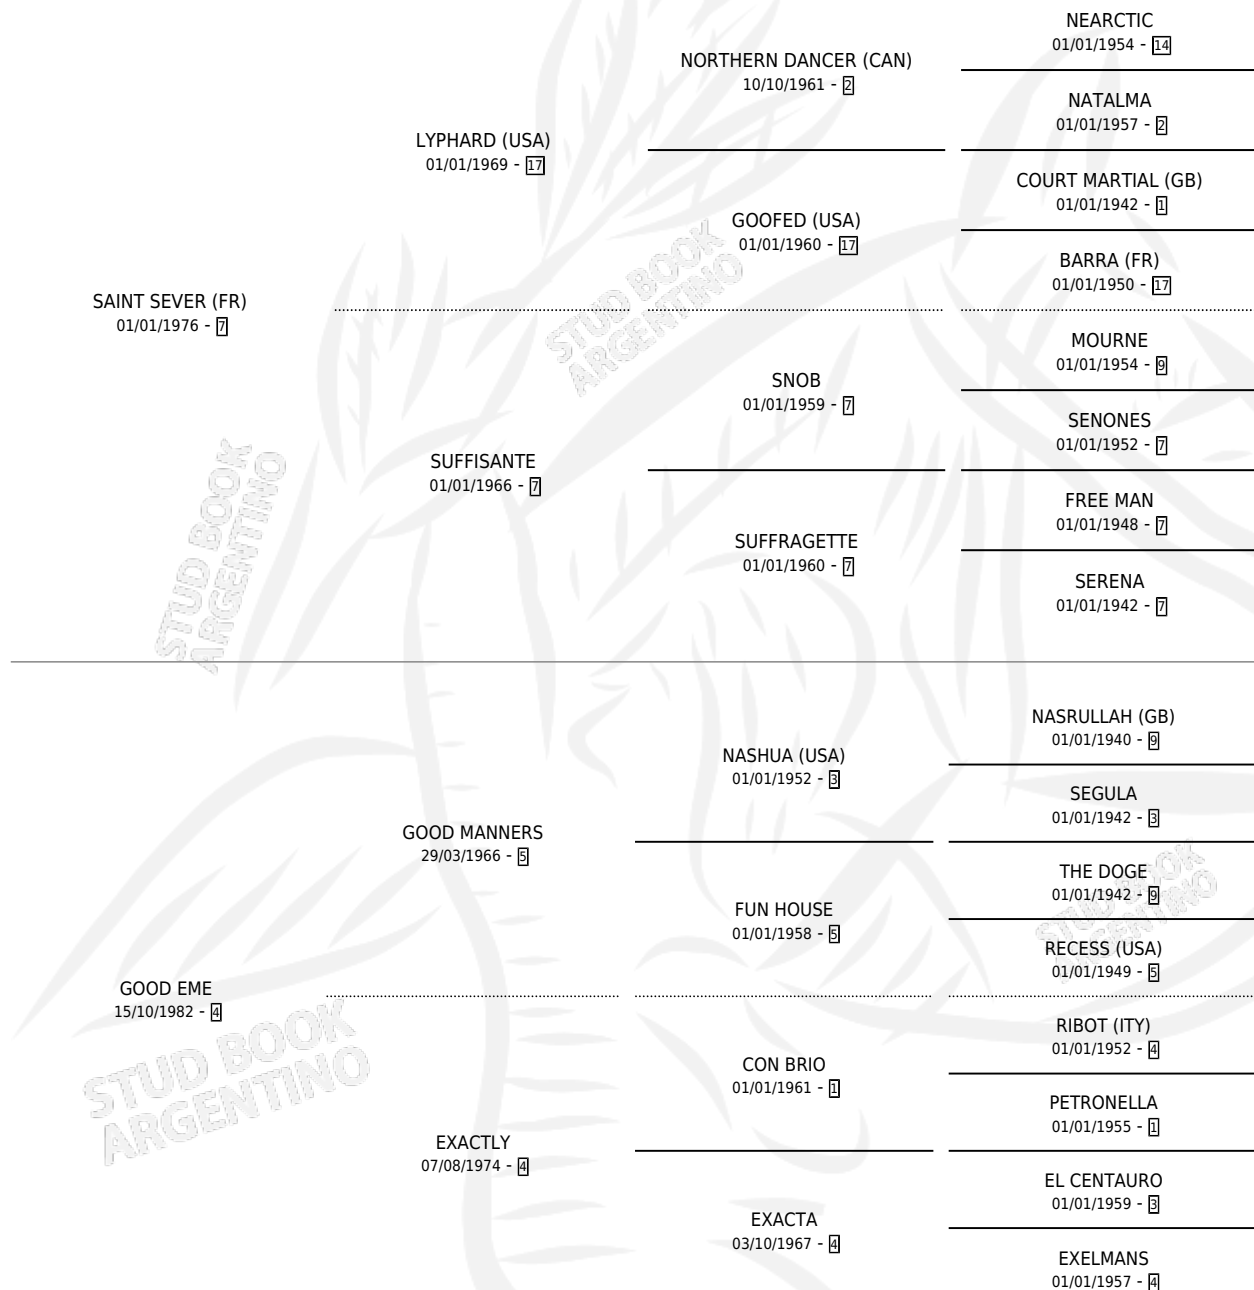 NEARCTIC
01/01/1954 - 14
NORTHERN DANCER (CAN)
10/10/1961 - 2
NATALMA
01/01/1957 - 2
LYPHARD (USA)
01/01/1969 - 17
COURT MARTIAL (GB)
01/01/1942 - 1
GOOFED (USA)
01/01/1960 - 17
BARRA (FR)
01/01/1950 - 17
SAINT SEVER (FR)
01/01/1976 - 7
STUD BOOK
ARGENTINO
MOURNE
01/01/1954 - 9
SNOB
01/01/1959 - 7
SENONES
01/01/1952 - 7
SUFFISANTE
01/01/1966 - 7
FREE MAN
01/01/1948 - 7
SUFFRAGETTE
01/01/1960 - 7
SERENA
01/01/1942 - 7
STUD BOOK
ARGENTINO
NASRULLAH (GB)
01/01/1940 - 9
NASHUA (USA)
01/01/1952 - 3
SEGULA
01/01/1942 - 3
GOOD MANNERS
29/03/1966 - 5
THE DOGE
01/01/1942 - 9
FUN HOUSE
01/01/1958 - 5
STUD BOOK
ARGENTINO
RECESS (USA)
01/01/1949 - 5
GOOD EME
15/10/1982 - 4
RIBOT (ITY)
01/01/1952 - 4
CON BRIO
01/01/1961 - 1
STUD BOOK
ARGENTINO
PETRONELLA
01/01/1955 - 1
EXACTLY
07/08/1974 - 4
EL CENTAURO
01/01/1959 - 3
EXACTA
03/10/1967 - 4
EXELMANS
01/01/1957 - 4